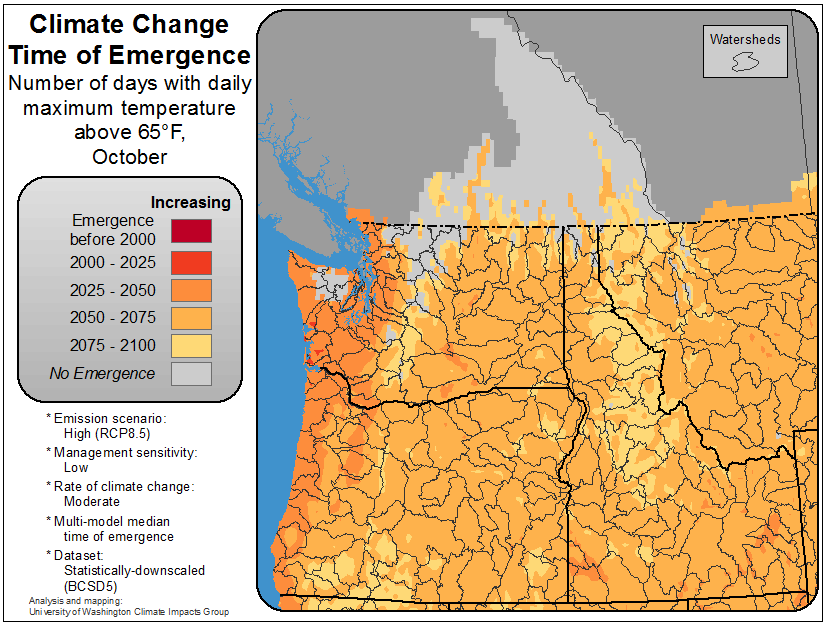 Climate Change
Time of Emergence
Number of days with daily
maximum temperature
above 65°F,
October
Increasing
Emergence
before 2000
2000 - 2025
2025 - 2050
2050 - 2075
2075 - 2100
No Emergence
* Emission scenario:
High (RCP8.5)
* Management sensitivity:
Low
* Rate of climate change:
Moderate
* Multi-model median
time of emergence
* Dataset:
Statistically-downscaled
(BCSD5)
Analysis and mapping:
University of Washington Climate Impacts Group
Watersheds